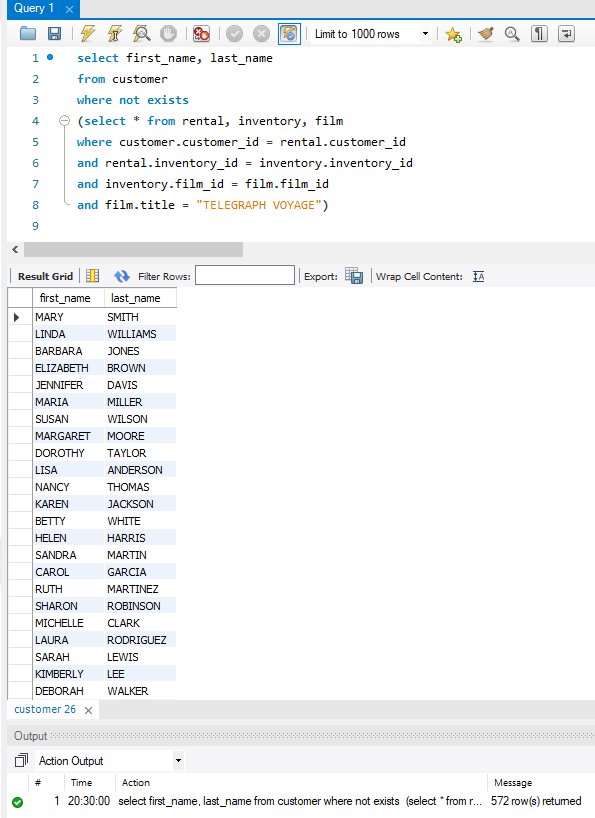 Query 1
Limit to 1000 rows
1 select first_name, last_name
2 from customer
3 where not exists
4 (select * from rental, inventory, film
5 where customer.customer_id = rental.customer_id
6 and rental.inventory_id = inventory.inventory_id
7 and inventory.film_id = film.film_id
8 and film.title = "TELEGRAPH VOYAGE")
9
Result Grid Filter Rows: Export: Wrap Cell Content:
first_name last_name
MARY SMITH
LINDA WILLIAMS
BARBARA JONES
ELIZABETH BROWN
JENNIFER DAVIS
MARIA MILLER
SUSAN WILSON
MARGARET MOORE
DOROTHY TAYLOR
LISA ANDERSON
NANCY THOMAS
KAREN JACKSON
BETTY WHITE
HELEN HARRIS
SANDRA MARTIN
CAROL GARCIA
RUTH MARTINEZ
SHARON ROBINSON
MICHELLE CLARK
LAURA RODRIGUEZ
SARAH LEWIS
KIMBERLY LEE
DEBORAH WALKER
customer 26
Output
Action Output
# Time Action Message
1 20:30:00 select first_name, last_name from customer where not exists (select * from r... 572 row(s) returned